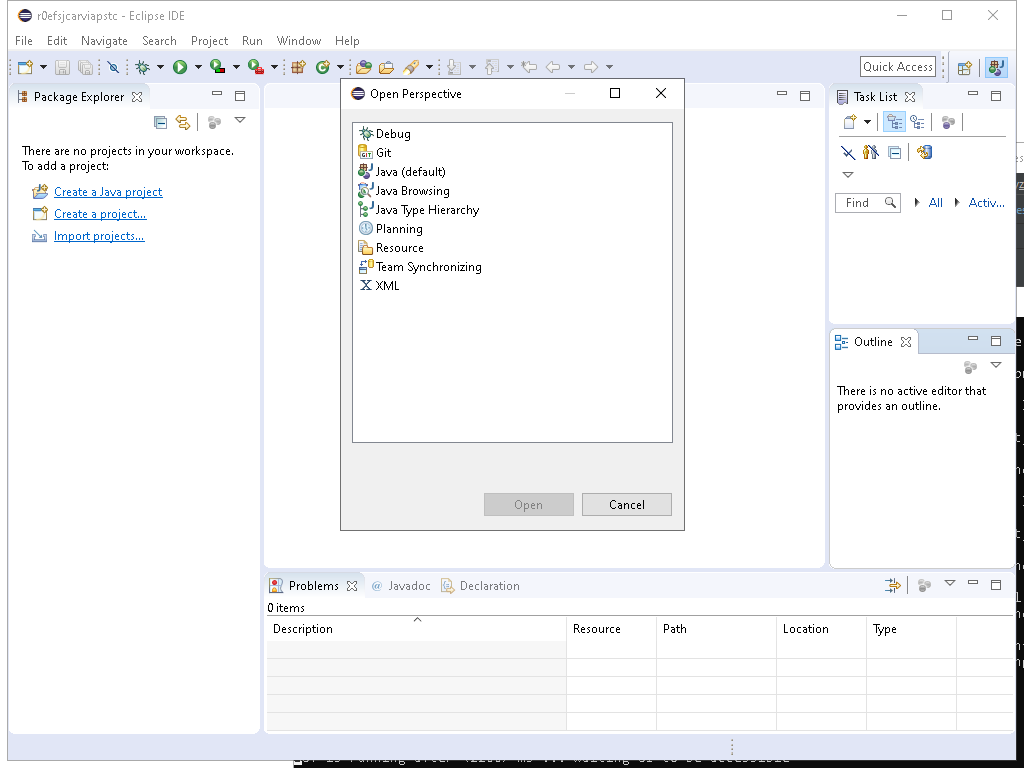 r0efsjcarviapstc - Eclipse IDE
File Edit Navigate Search Project Run Window Help
Quick Access
Package Explorer
There are no projects in your workspace.
To add a project:
Create a Java project
Create a project...
Import projects...
Open Perspective
Debug
Git
Java (default)
Java Browsing
Java Type Hierarchy
Planning
Resource
Team Synchronizing
XML
Open Cancel
Task List
Find All Activ...
Outline
There is no active editor that
provides an outline.
Problems @ Javadoc Declaration
0 items
Description Resource Path Location Type